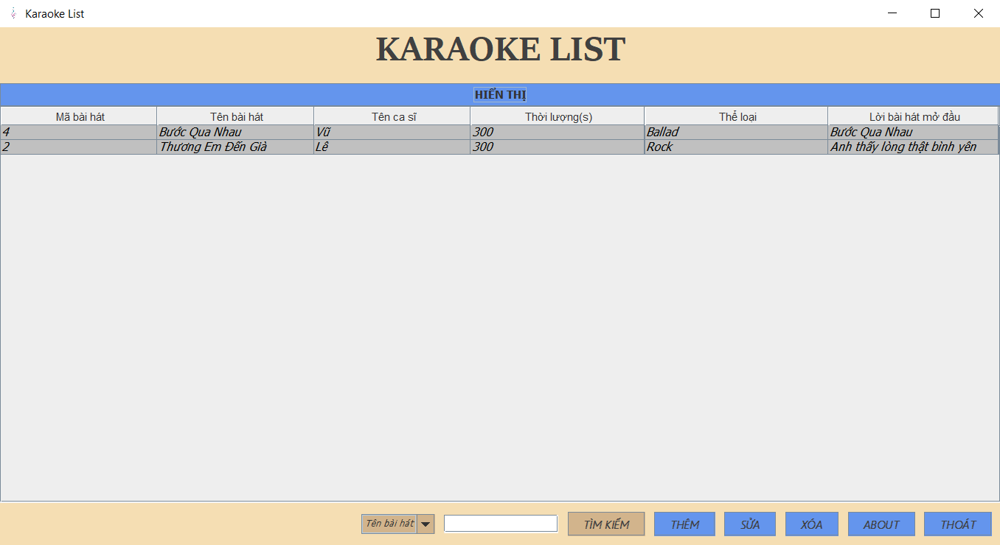 Karaoke List
KARAOKE LIST
HIỂN THỊ
Mã bài hát Tên bài hát Tên ca sĩ Thời lượng(s) Thể loại Lời bài hát mở đầu
4 Bước Qua Nhau Vũ 300 Ballad Bước Qua Nhau
2 Thương Em Đến Già Lê 300 Rock Anh thấy lòng thật bình yên
Tên bài hát TÌM KIẾM THÊM SỬA XÓA ABOUT THOÁT